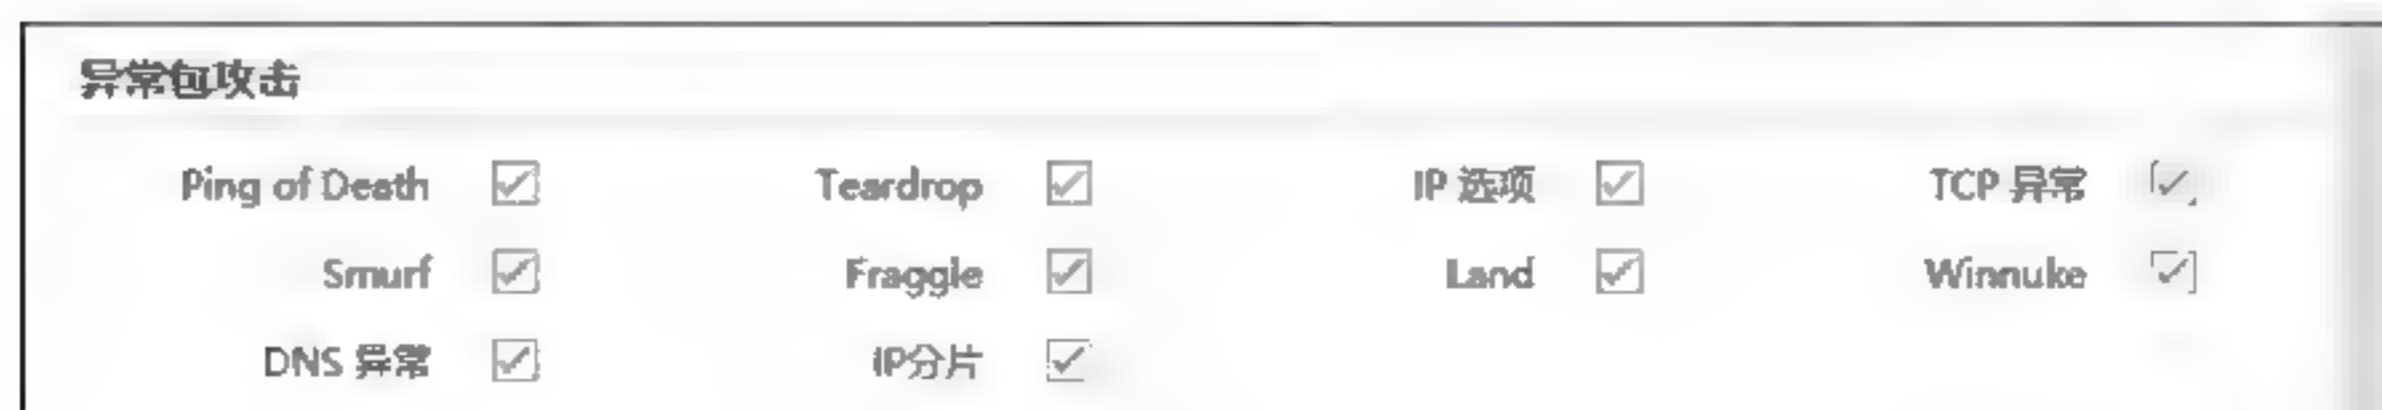 异常包攻击
Ping of Death ☑ Teardrop ☑ IP 选项 ☑ TCP 异常 ☑
Smurf ☑ Fraggle ☑ Land ☑ Winnuke ☑
DNS 异常 ☑ IP分片 ☑